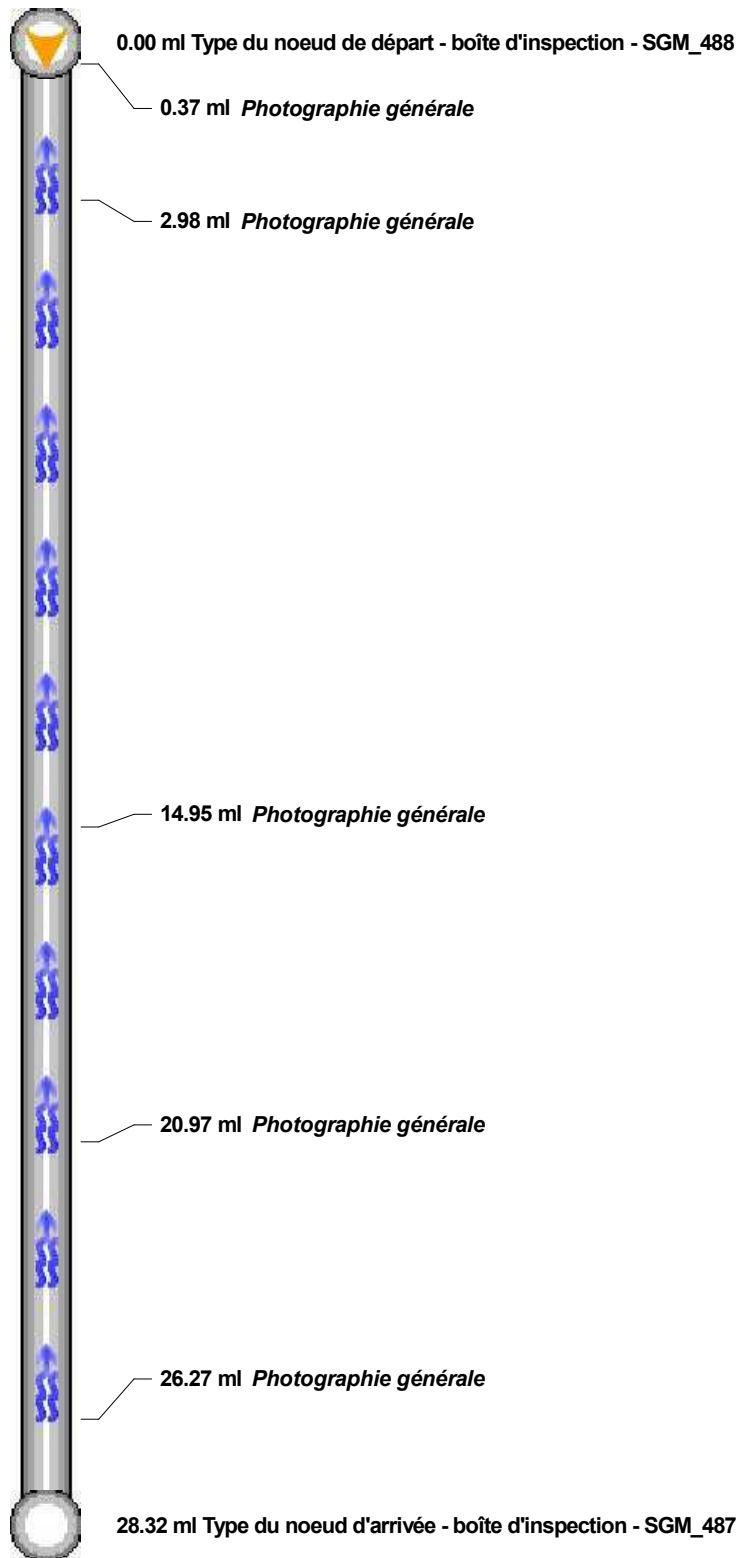 0.00 ml Type du noeud de départ - boîte d'inspection - SGM_488
0.37 ml Photographie générale
2.98 ml Photographie générale
14.95 ml Photographie générale
20.97 ml Photographie générale
26.27 ml Photographie générale
28.32 ml Type du noeud d'arrivée - boîte d'inspection - SGM_487